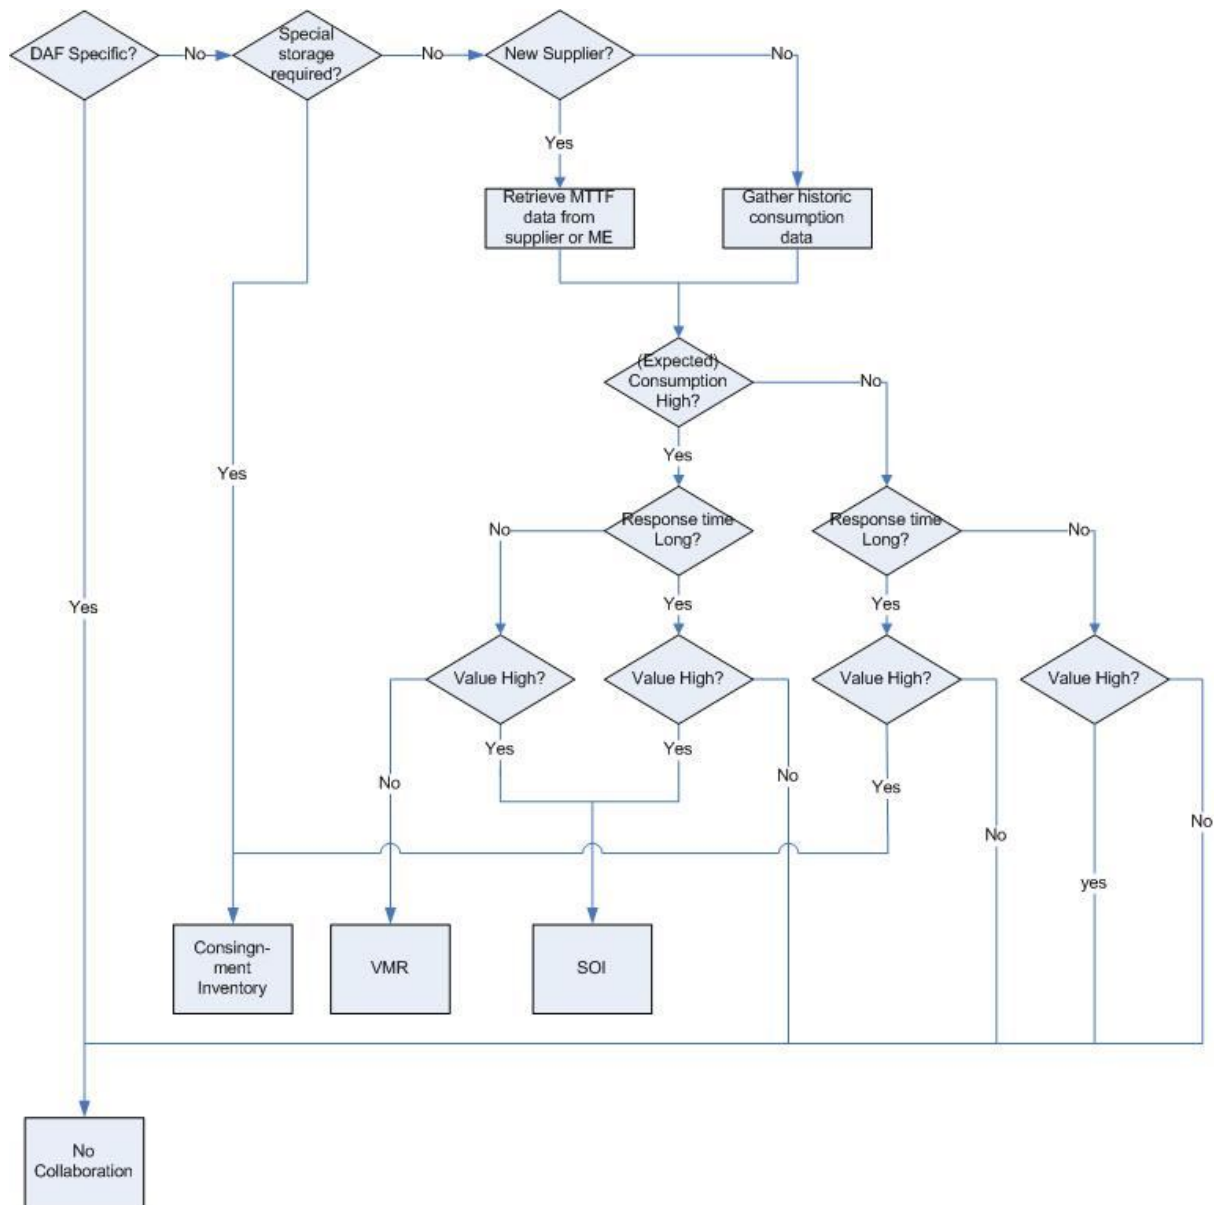 DAF Specific?
No
Special
storage
required?
No
New Supplier?
No
Yes
Retrieve MTTF
data from
supplier or ME
Gather historic
consumption
data
(Expected)
Consumption
High?
No
Yes
Yes
No
Response time
Long?
Response time
Long?
No
Yes
Yes
Yes
Value High?
Value High?
Value High?
Value High?
Yes
Yes
No
No
Yes
No
No
yes
Consingn-
ment
Inventory
VMR
SOI
No
Collaboration